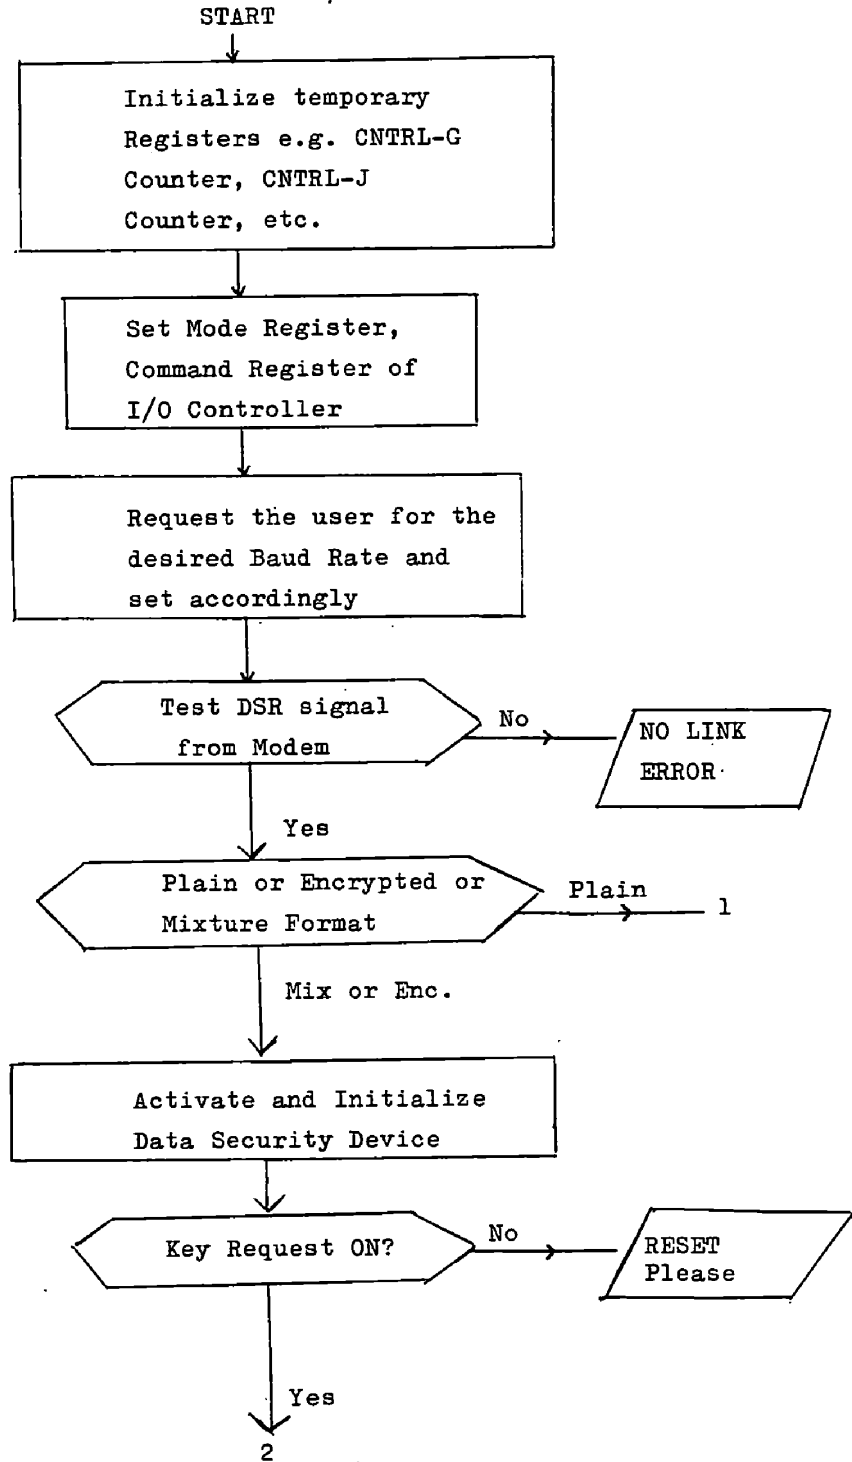 START
Initialize temporary
Registers e.g. CNTRL-G
Counter, CNTRL-J
Counter, etc.
Set Mode Register,
Command Register of
I/O Controller
Request the user for the
desired Baud Rate and
set accordingly
Test DSR signal
from Modem
No
NO LINK
ERROR
Yes
Plain or Encrypted or
Mixture Format
Plain
1
Mix or Enc.
Activate and Initialize
Data Security Device
Key Request ON?
No
RESET
Please
Yes
2